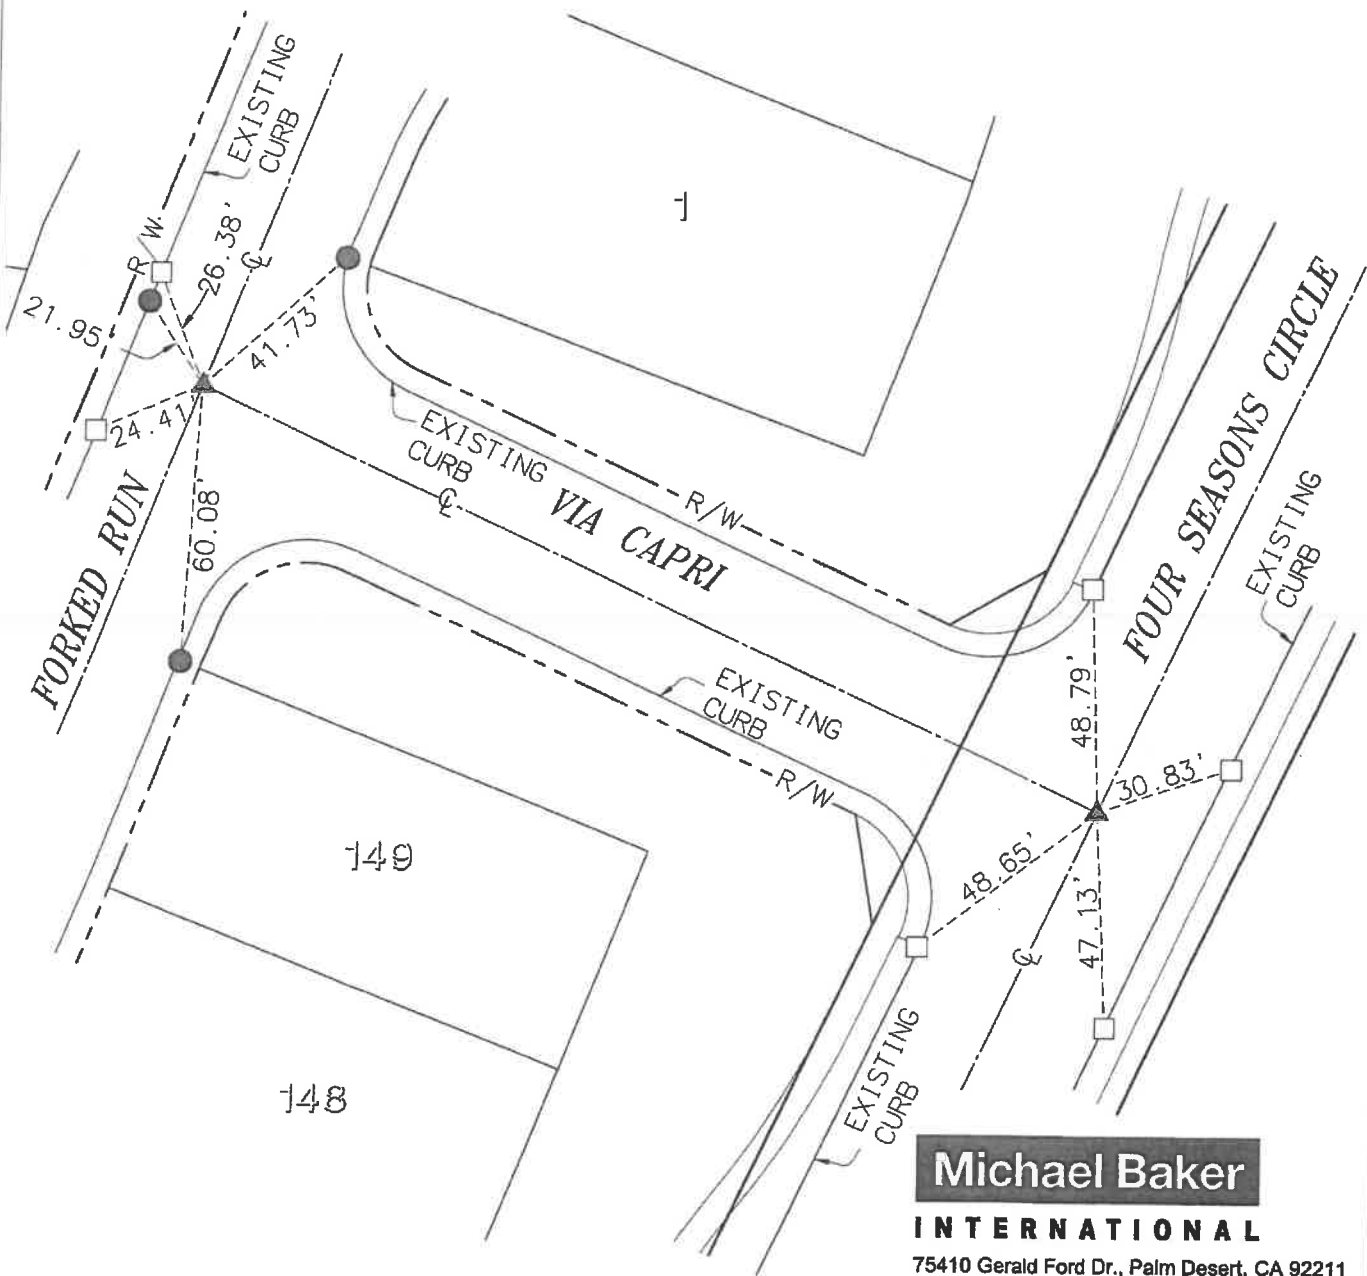 EXISTING
CURB
1
R/W
26.38'
℄
21.95
41.73'
24.41
EXISTING
CURB
℄
VIA CAPRI
R/W
FOUR SEASONS CIRCLE
EXISTING
CURB
FORKED RUN
60.08'
EXISTING
CURB
R/W
48.79'
30.83'
149
48.65'
47.13'
℄
148
EXISTING
CURB
Michael Baker
INTERNATIONAL
75410 Gerald Ford Dr., Palm Desert, CA 92211